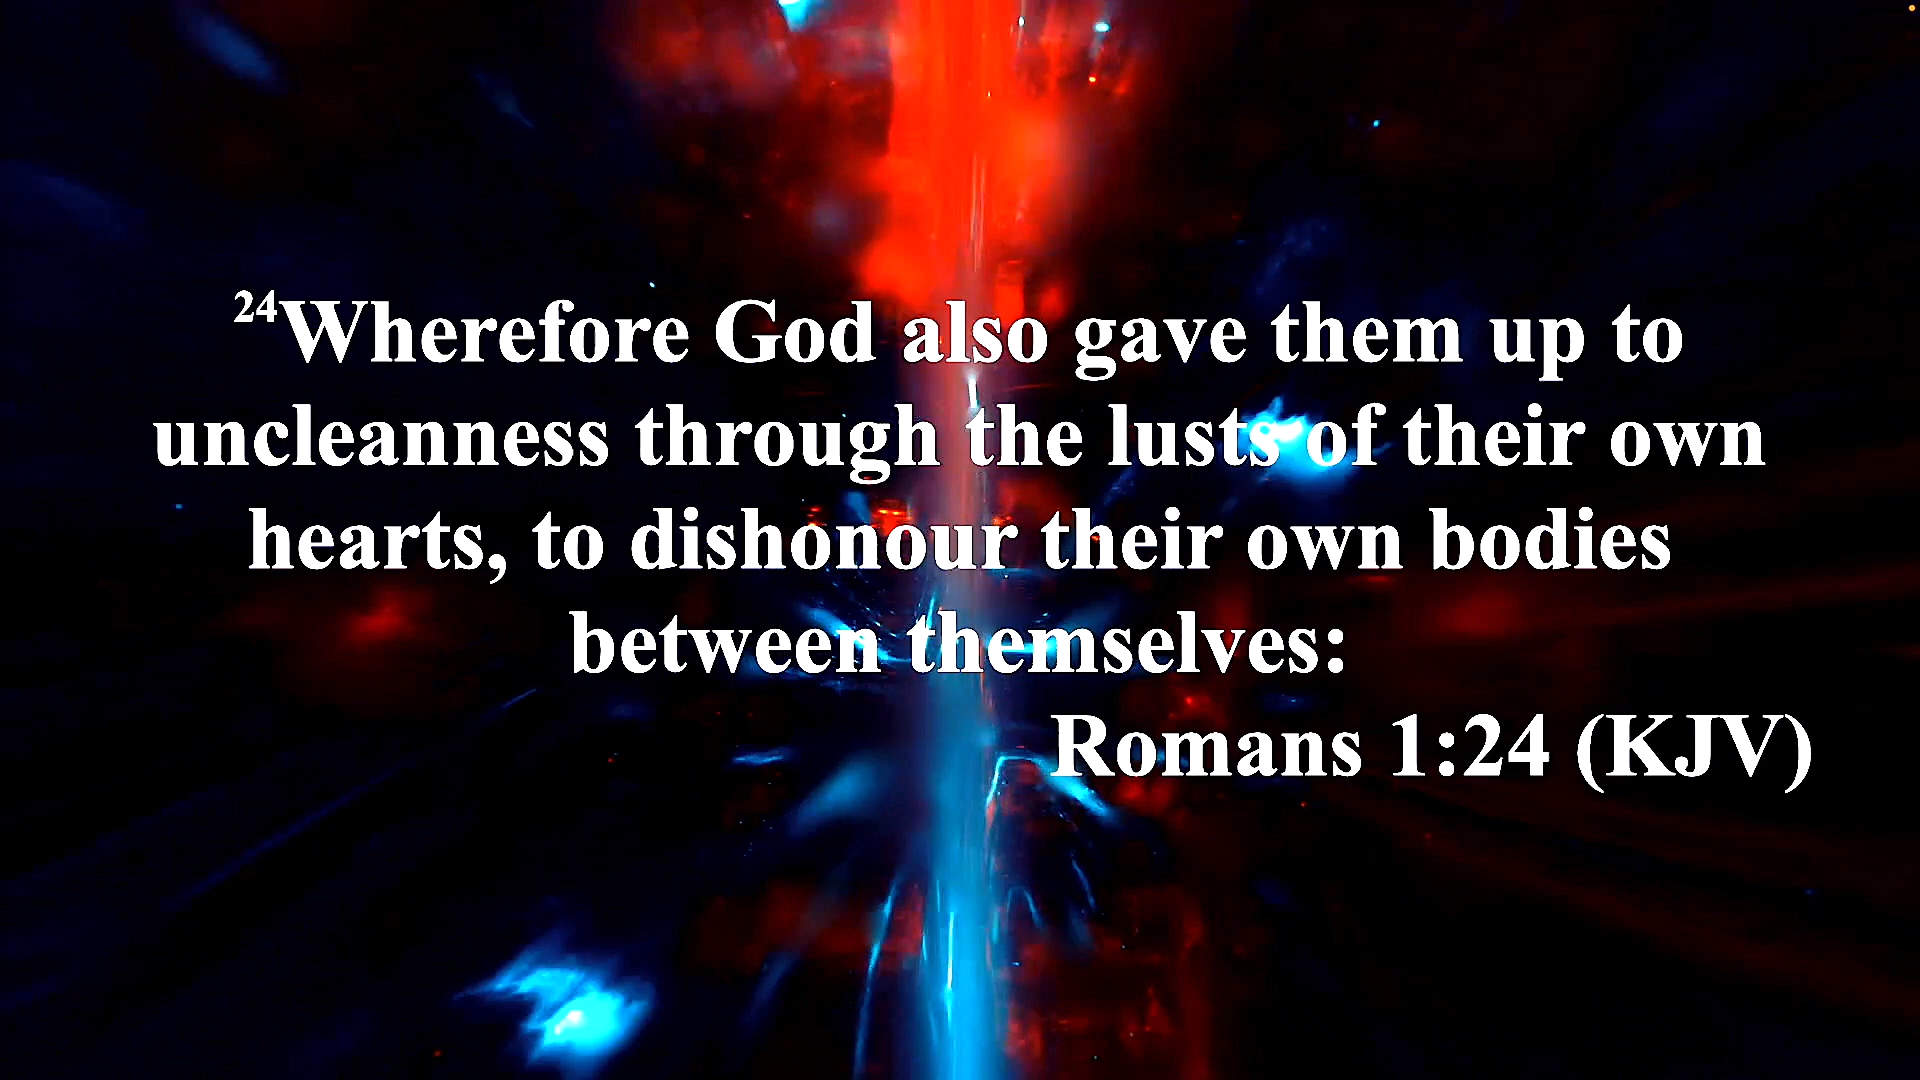 24Wherefore God also gave them up to
uncleanness through the lusts of their own
hearts, to dishonour their own bodies
between themselves:
Romans 1:24 (KJV)